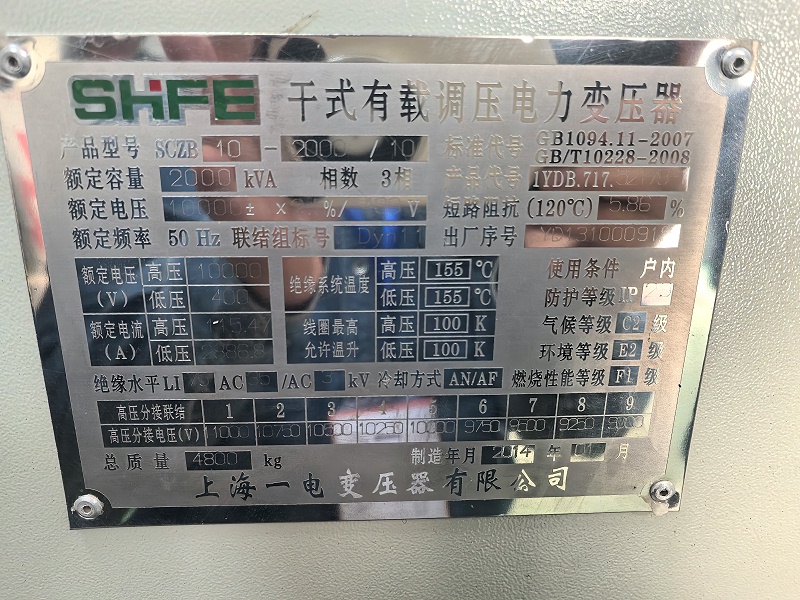 SHFE 干式有载调压电力变压器
产品型号 SCZB 10 - 2000 / 10 标准代号 GB1094.11-2007
GB/T10228-2008
额定容量 2000 kVA 相数 3相 产品代号 1YDB.717.
额定电压 10000 ± × %/ V 短路阻抗(120℃) 5.86 %
额定频率 50 Hz 联结组标号 Dyn11 出厂序号 YD1310009
额定电压 (V) 高压 10000 绝缘系统温度 高压 155 ℃ 使用条件 户内
低压 400 低压 155 ℃ 防护等级 IP
额定电流 (A) 高压 115.47 线圈最高允许温升 高压 100 K 气候等级 C2 级
低压 低压 100 K 环境等级 E2 级
绝缘水平 LI AC /AC 3 kV 冷却方式 AN/AF 燃烧性能等级 F1 级
高压分接联结 1 2 3 4 5 6 7 8 9
高压分接电压(V) 11000 10750 10500 10250 10000 9750 9500 9250 9000
总质量 4800 kg 制造年月 2014 年 01 月
上海一电变压器有限公司